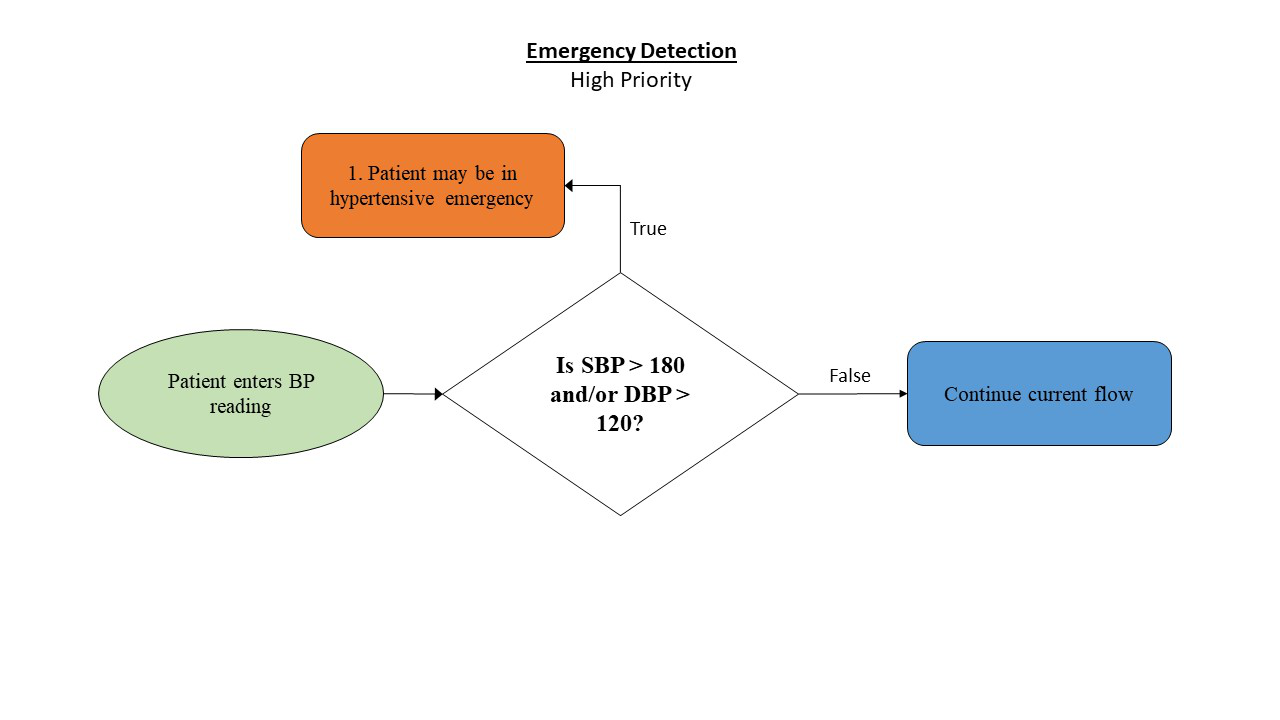 Emergency Detection
High Priority
1. Patient may be in
hypertensive emergency
True
Patient enters BP
reading
Is SBP > 180
and/or DBP >
120?
False
Continue current flow